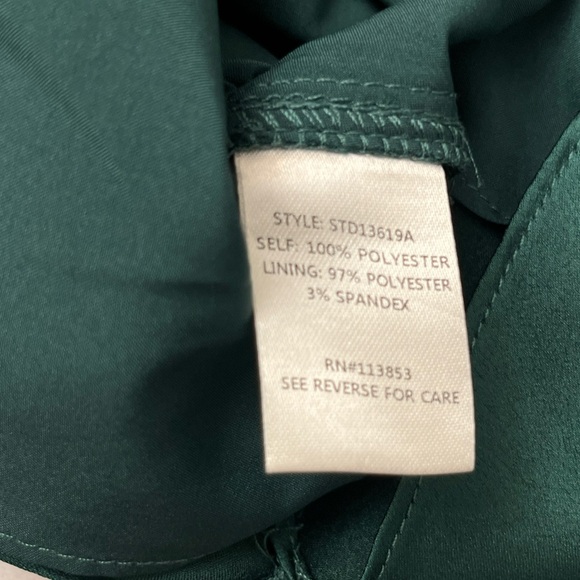 STYLE: STD13619A
SELF: 100% POLYESTER
LINING: 97% POLYESTER
3% SPANDEX
RN#113853
SEE REVERSE FOR CARE